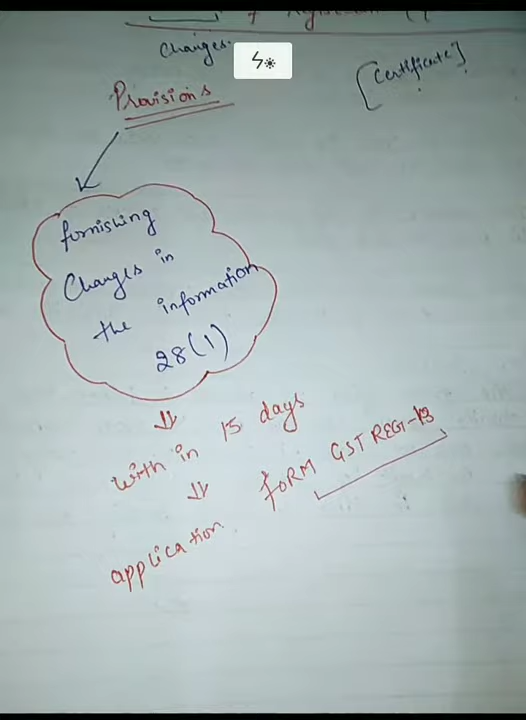 changes.
[Certificate]
Provisions
furnishing
Changes in
the information
28(1)
with in 15 days
application FORM GST REG-13